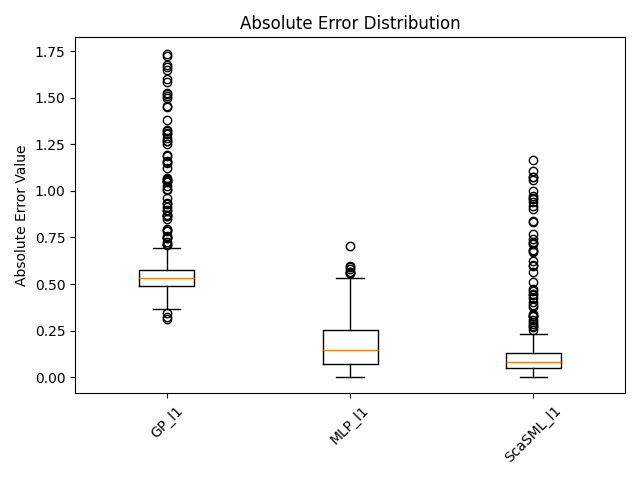 Absolute Error Distribution
Absolute Error Value
1.75
1.50
1.25
1.00
0.75
0.50
0.25
0.00
GP_l1
MLP_l1
ScaSML_l1